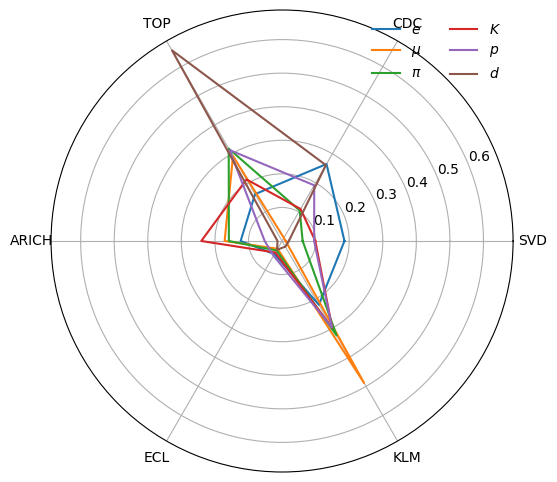 TOP
CDC
e K
μ p
π d
0.6
0.5
0.4
0.3
0.2
0.1
ARICH
SVD
ECL
KLM